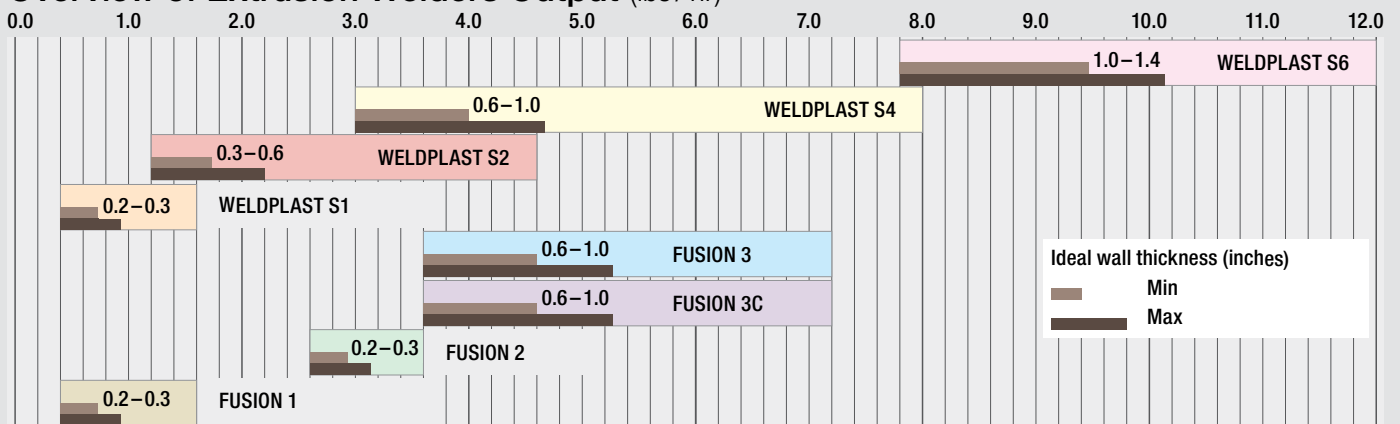 Overview of Extrusion Welders Output (lbs. / hr)
0.0 1.0 2.0 3.0 4.0 5.0 6.0 7.0 8.0 9.0 10.0 11.0 12.0
1.0–1.4 WELDPLAST S6
0.6–1.0 WELDPLAST S4
0.3–0.6 WELDPLAST S2
0.2–0.3 WELDPLAST S1
0.6–1.0 FUSION 3
Ideal wall thickness (inches)
Min
Max
0.6–1.0 FUSION 3C
0.2–0.3 FUSION 2
0.2–0.3 FUSION 1